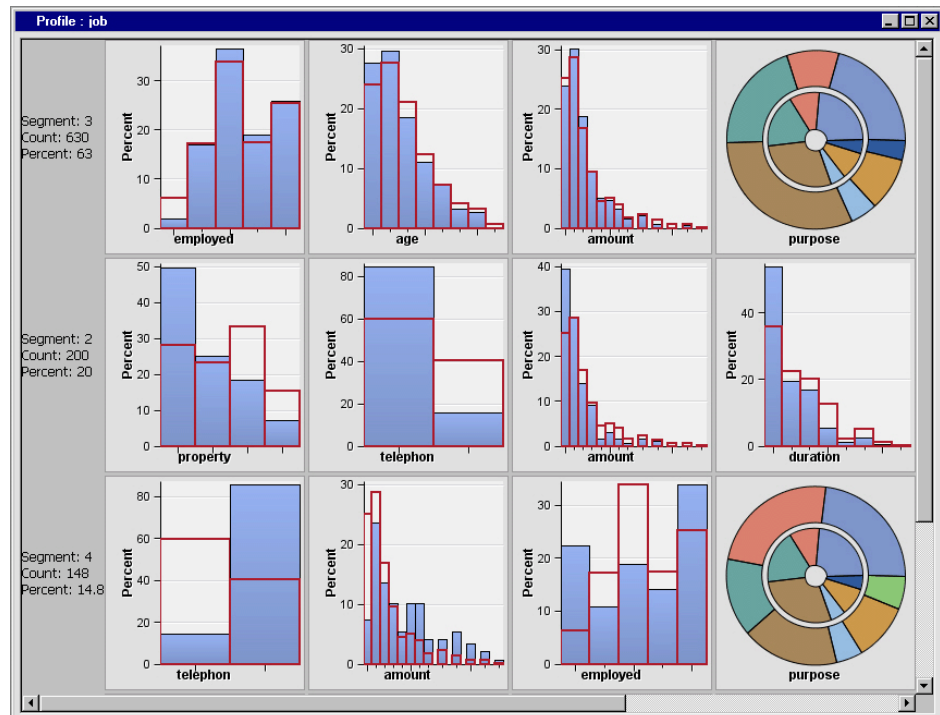 Profile : job
Segment: 3
Count: 630
Percent: 63
Percent
30
20
10
0
employed
Percent
30
20
10
0
age
Percent
30
20
10
0
amount
purpose
Segment: 2
Count: 200
Percent: 20
Percent
50
40
30
20
10
0
property
Percent
80
60
40
20
0
telephon
Percent
40
30
20
10
0
amount
Percent
40
20
0
duration
Segment: 4
Count: 148
Percent: 14.8
Percent
80
60
40
20
0
telephon
Percent
30
20
10
0
amount
Percent
30
20
10
0
employed
purpose